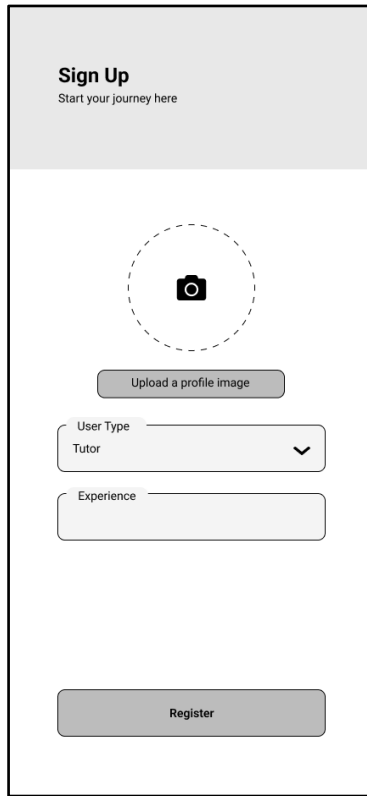 Sign Up
Start your journey here
Upload a profile image
User Type
Tutor
Experience
Register